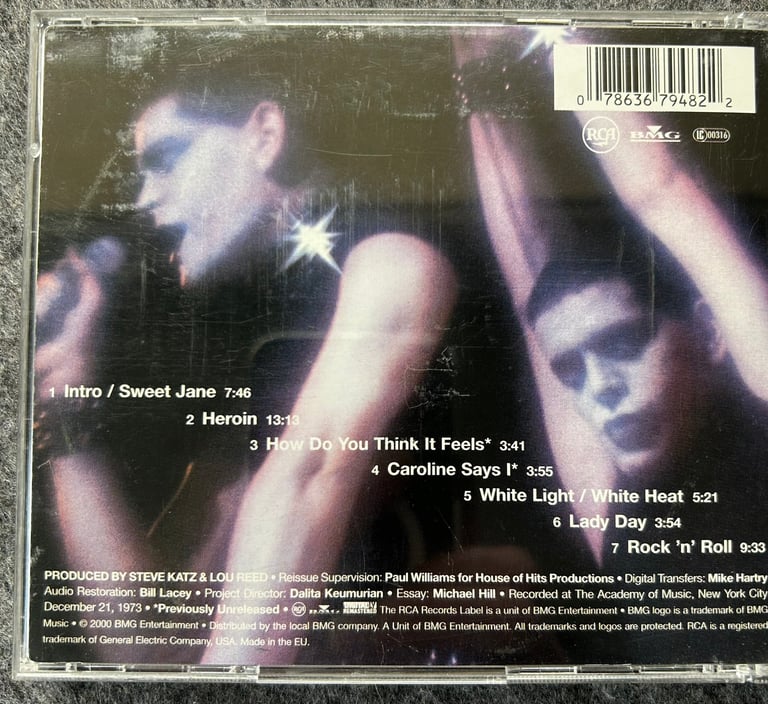 0 78636 79482 2
RCA BMG LC 00316
1 Intro / Sweet Jane 7:46
2 Heroin 13:13
3 How Do You Think It Feels* 3:41
4 Caroline Says I* 3:55
5 White Light / White Heat 5:21
6 Lady Day 3:54
7 Rock 'n' Roll 9:33
PRODUCED BY STEVE KATZ & LOU REED • Reissue Supervision: Paul Williams for House of Hits Productions • Digital Transfers: Mike Hartry
Audio Restoration: Bill Lacey • Project Director: Dalita Keumurian • Essay: Michael Hill • Recorded at The Academy of Music, New York City
December 21, 1973 • *Previously Unreleased • RCA The RCA Records Label is a unit of BMG Entertainment • BMG logo is a trademark of BMG
Music • © 2000 BMG Entertainment • Distributed by the local BMG company. A Unit of BMG Entertainment. All trademarks and logos are protected. RCA is a registered
trademark of General Electric Company, USA. Made in the EU.